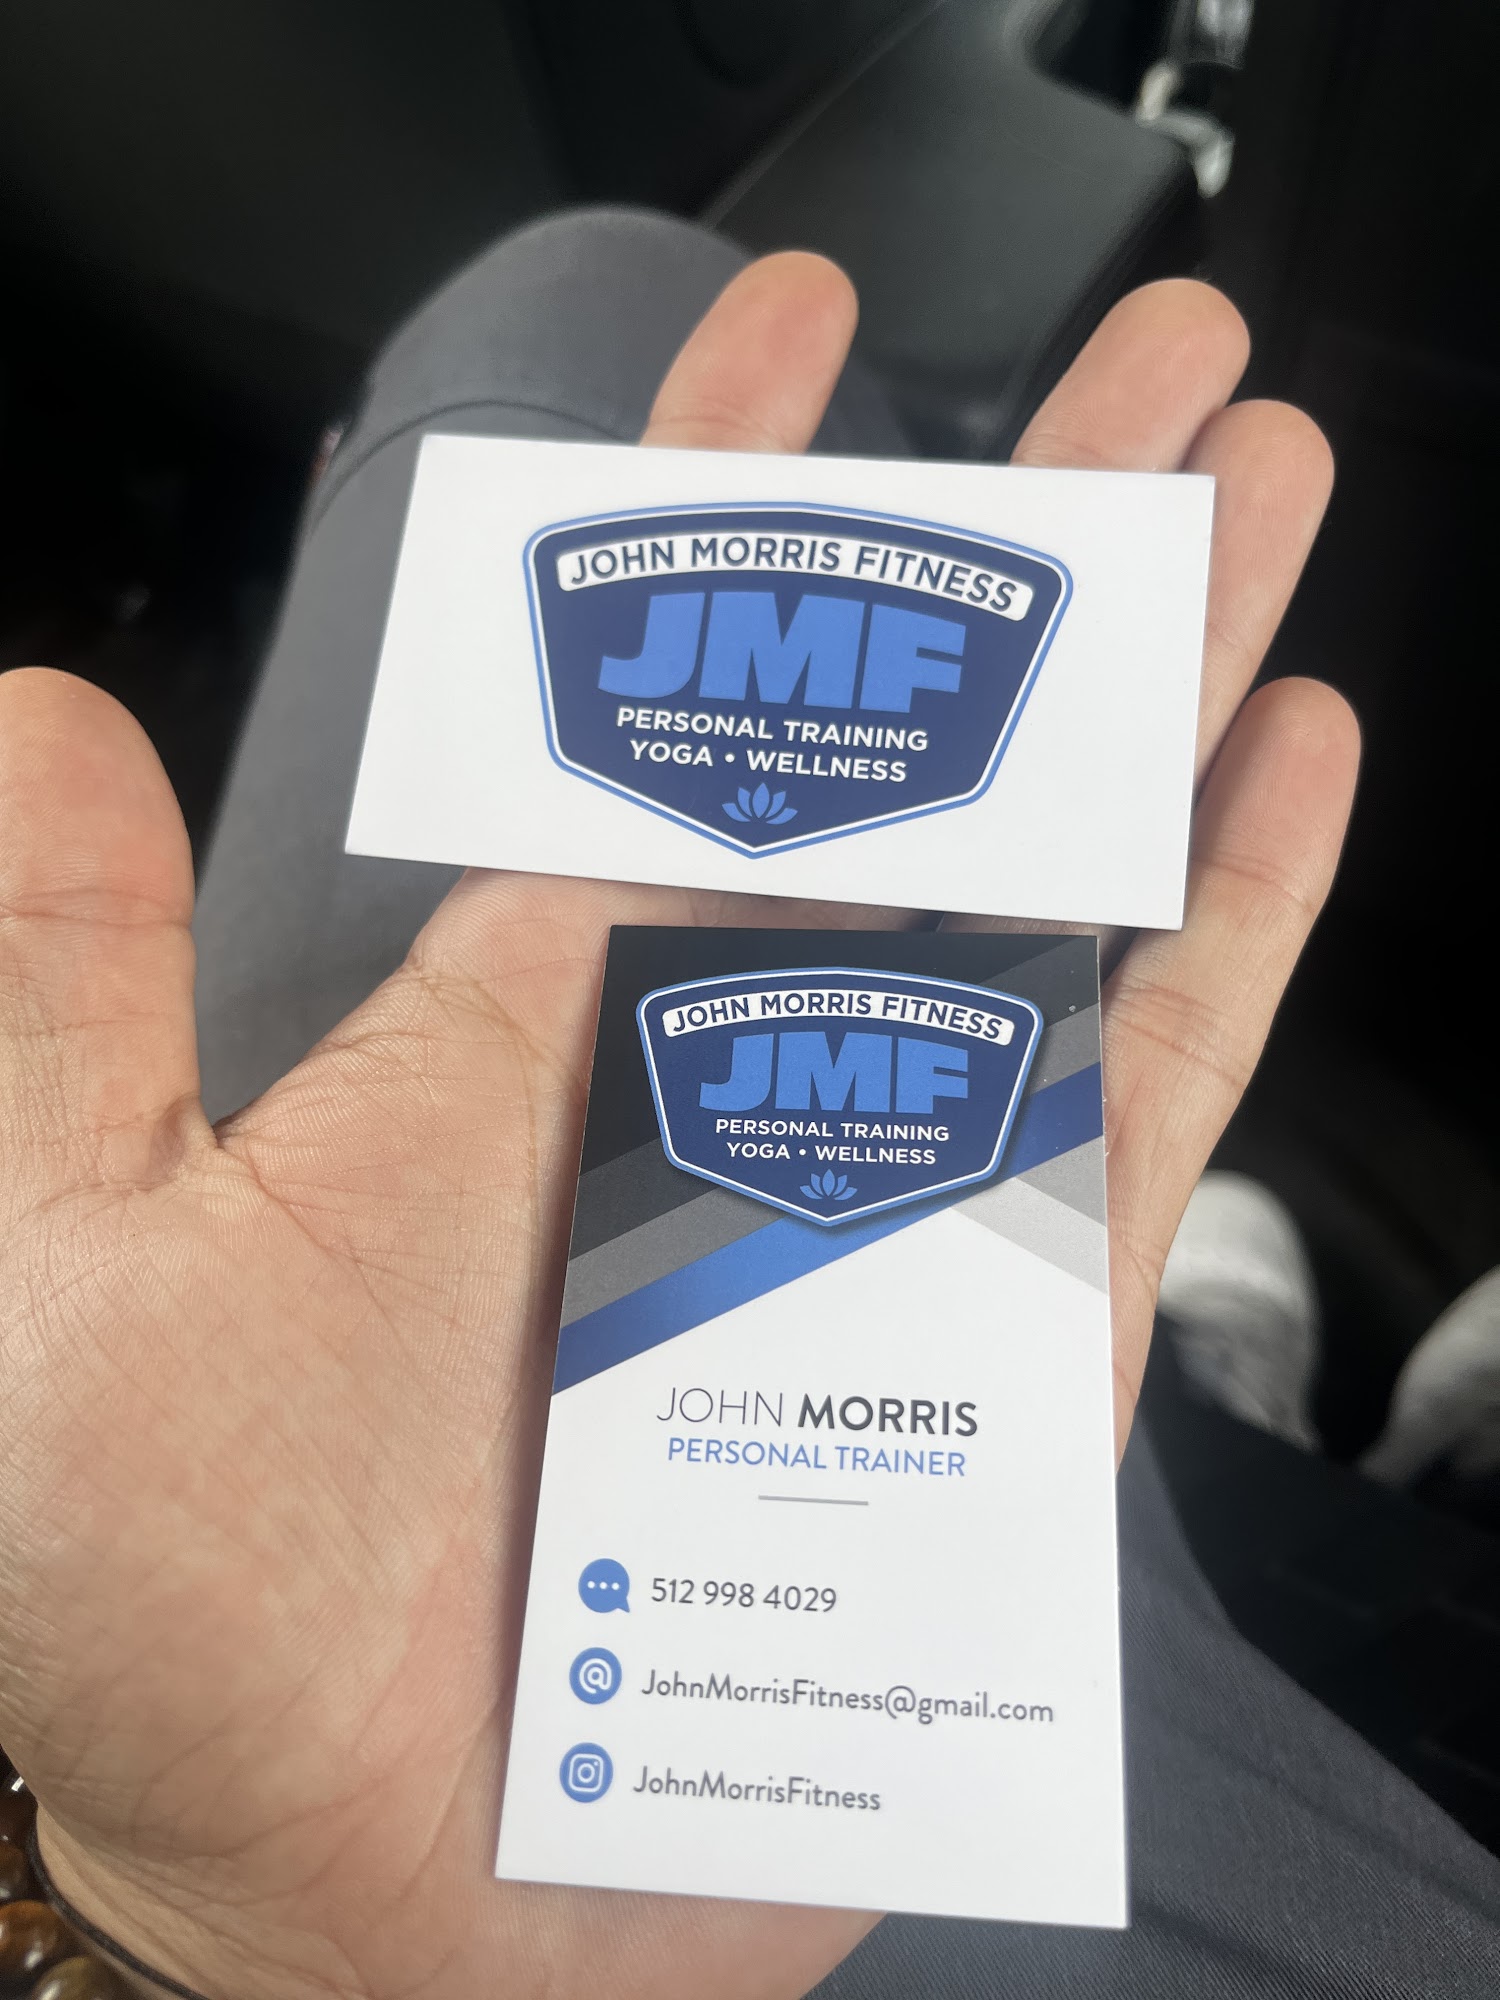 JOHN MORRIS FITNESS
JMF
PERSONAL TRAINING
YOGA • WELLNESS
JOHN MORRIS FITNESS
JMF
PERSONAL TRAINING
YOGA • WELLNESS
JOHN MORRIS
PERSONAL TRAINER
512 998 4029
JohnMorrisFitness@gmail.com
JohnMorrisFitness